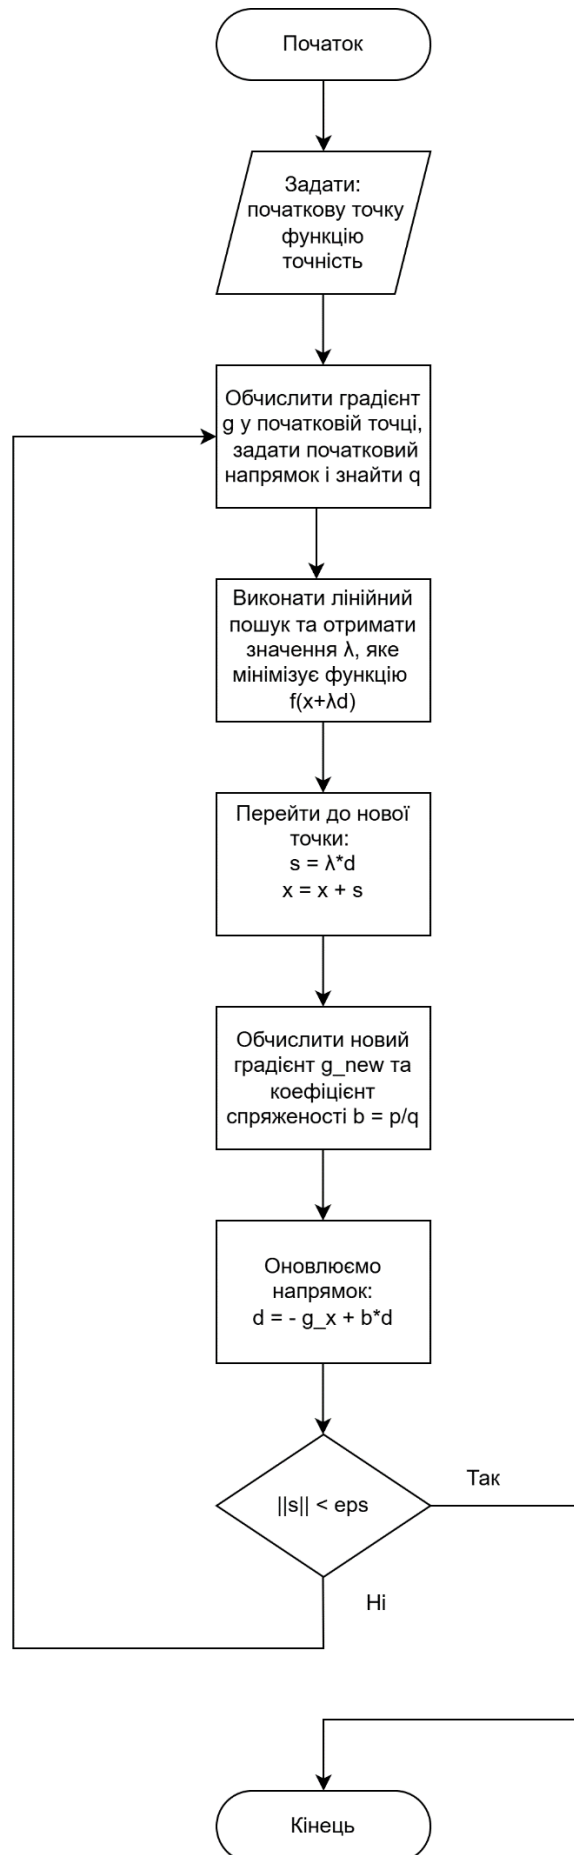 Початок
Задати:
початкову точку
функцію
точність
Обчислити градієнт
g у початковій точці,
задати початковий
напрямок і знайти q
Виконати лінійний
пошук та отримати
значення λ, яке
мінімізує функцію
f(x+λd)
Перейти до нової
точки:
s = λ*d
x = x + s
Обчислити новий
градієнт g_new та
коефіцієнт
спряженості b = p/q
Оновлюємо
напрямок:
d = - g_x + b*d
||s|| < eps
Так
Ні
Кінець